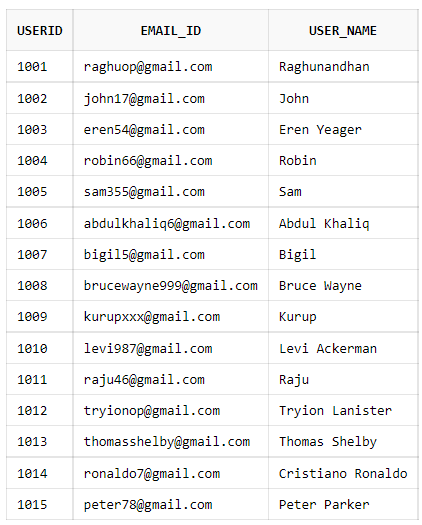 USERID EMAIL_ID USER_NAME
1001 raghuop@gmail.com Raghunandhan
1002 john17@gmail.com John
1003 eren54@gmail.com Eren Yeager
1004 robin66@gmail.com Robin
1005 sam355@gmail.com Sam
1006 abdulkhaliq6@gmail.com Abdul Khaliq
1007 bigil5@gmail.com Bigil
1008 brucewayne999@gmail.com Bruce Wayne
1009 kurupxxx@gmail.com Kurup
1010 levi987@gmail.com Levi Ackerman
1011 raju46@gmail.com Raju
1012 tryionop@gmail.com Tryion Lanister
1013 thomasshelby@gmail.com Thomas Shelby
1014 ronaldo7@gmail.com Cristiano Ronaldo
1015 peter78@gmail.com Peter Parker